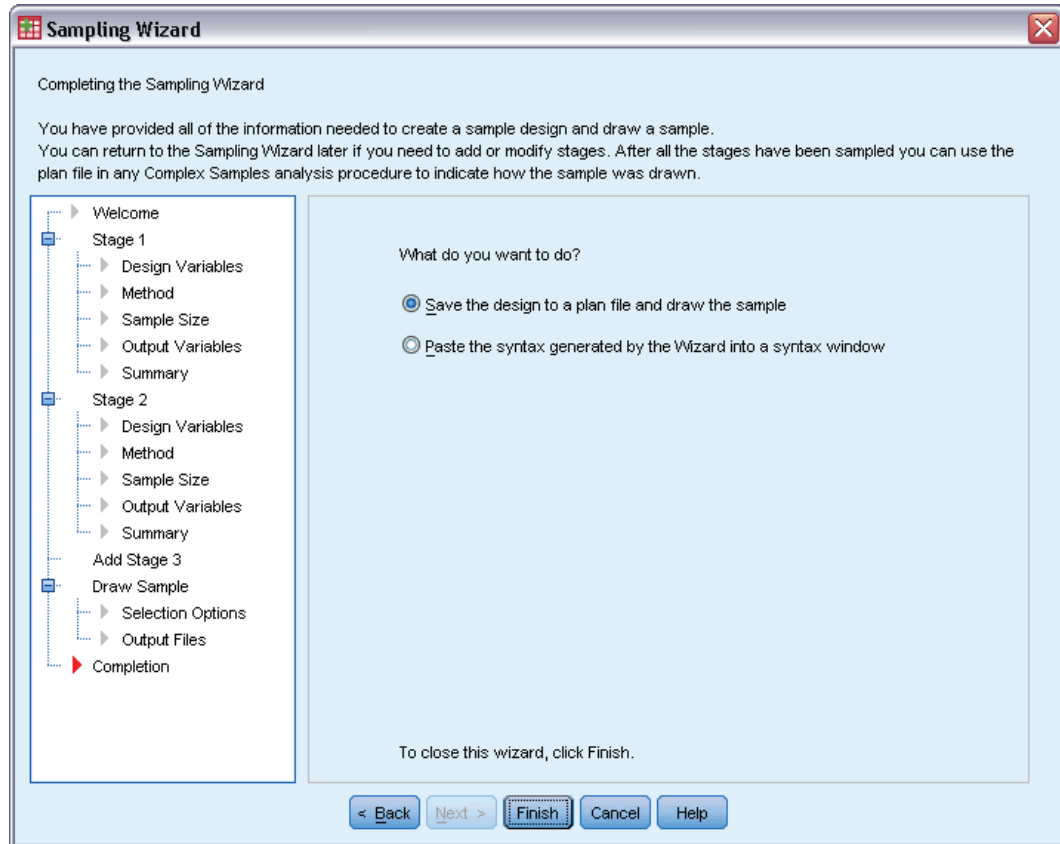 Sampling Wizard
Completing the Sampling Wizard
You have provided all of the information needed to create a sample design and draw a sample.
You can return to the Sampling Wizard later if you need to add or modify stages. After all the stages have been sampled you can use the
plan file in any Complex Samples analysis procedure to indicate how the sample was drawn.
Welcome
Stage 1
Design Variables
Method
Sample Size
Output Variables
Summary
Stage 2
Design Variables
Method
Sample Size
Output Variables
Summary
Add Stage 3
Draw Sample
Selection Options
Output Files
Completion
What do you want to do?
Save the design to a plan file and draw the sample
Paste the syntax generated by the Wizard into a syntax window
To close this wizard, click Finish.
< Back Next > Finish Cancel Help